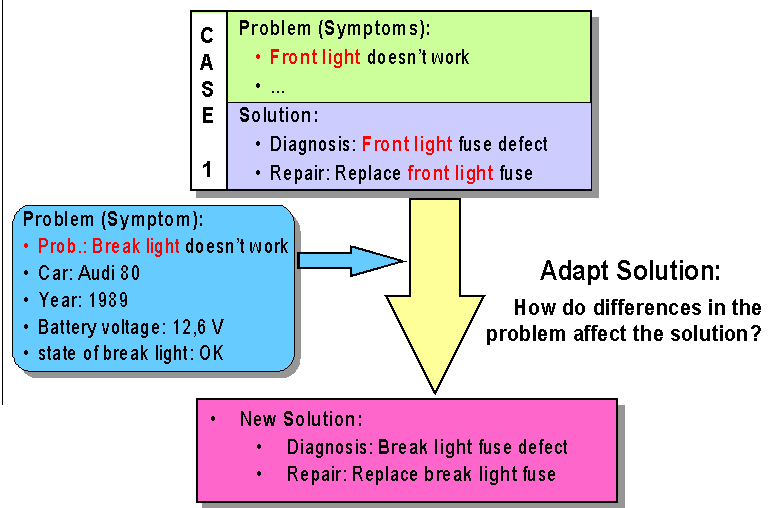 CASE 1
Problem (Symptoms):
• Front light doesn't work
• ...
Solution:
• Diagnosis: Front light fuse defect
• Repair: Replace front light fuse
Problem (Symptom):
• Prob.: Break light doesn't work
• Car: Audi 80
• Year: 1989
• Battery voltage: 12,6 V
• state of break light: OK
Adapt Solution:
How do differences in the
problem affect the solution?
• New Solution:
• Diagnosis: Break light fuse defect
• Repair: Replace break light fuse